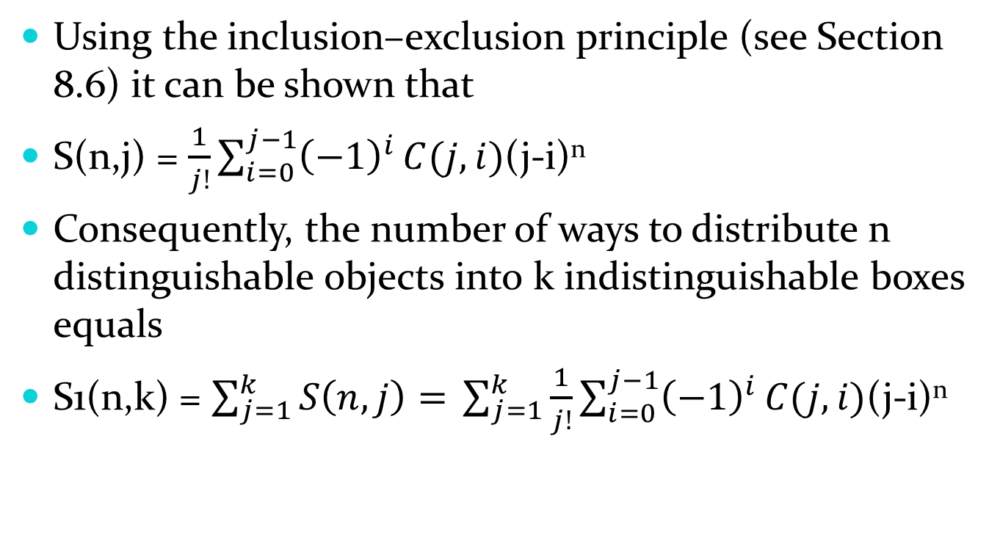 • Using the inclusion–exclusion principle (see Section
8.6) it can be shown that
• S(n,j) = \frac{1}{j!}\sum_{i=0}^{j-1}(−1)^i C(j, i)(j-i)ⁿ
• Consequently, the number of ways to distribute n
distinguishable objects into k indistinguishable boxes
equals
• S1(n,k) = \sum_{j=1}^{k} S(n, j) = \sum_{j=1}^{k}\frac{1}{j!}\sum_{i=0}^{j-1}(−1)^i C(j, i)(j-i)ⁿ